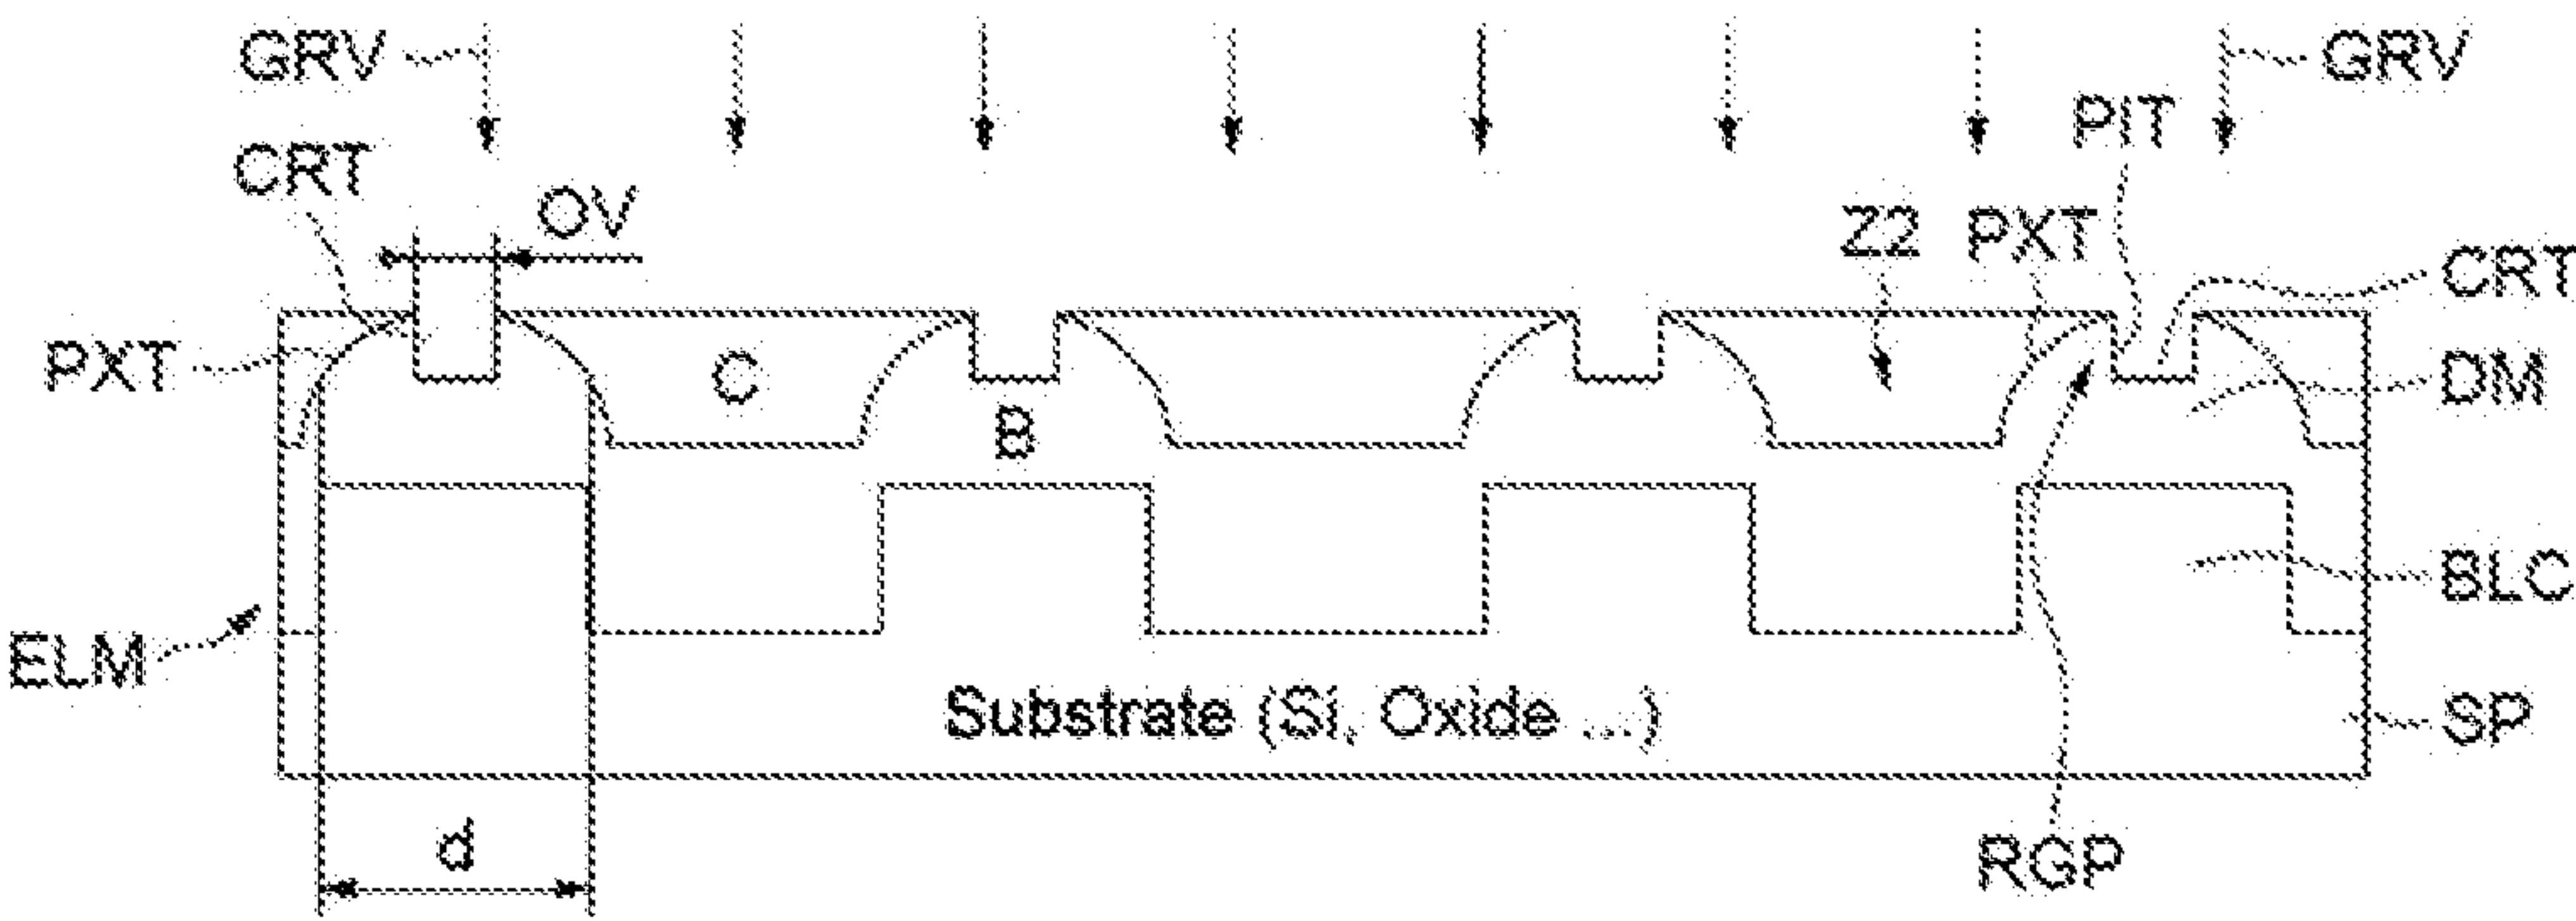 GRV
GRV
PIT
CRT
OV
Z2
PXT
CRT
PXT
C
DM
B
BLC
ELM
Substrate (Si, Oxide ...)
SP
d
RGP